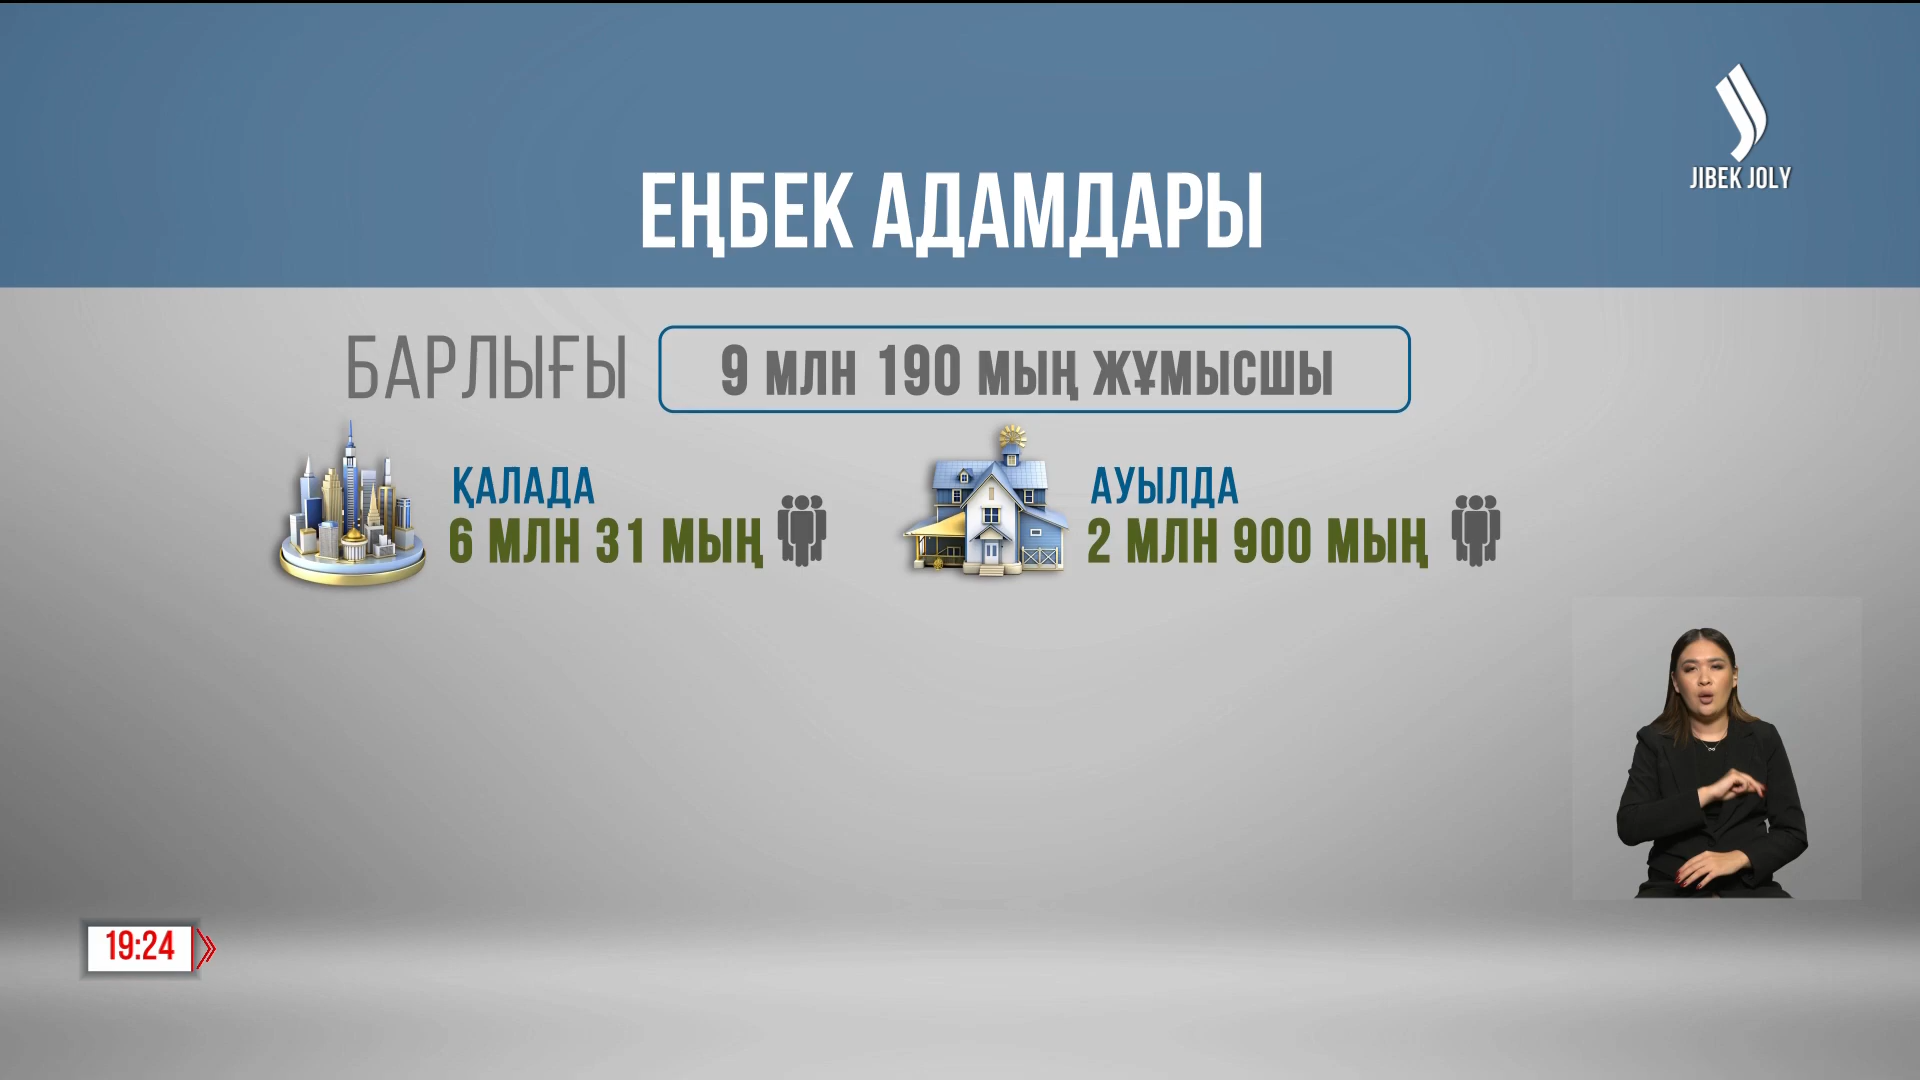 JIBEK JOLY
ЕҢБЕК АДАМДАРЫ
БАРЛЫҒЫ 9 МЛН 190 МЫҢ ЖҰМЫСШЫ
ҚАЛАДА
6 МЛН 31 МЫҢ
АУЫЛДА
2 МЛН 900 МЫҢ
19:24